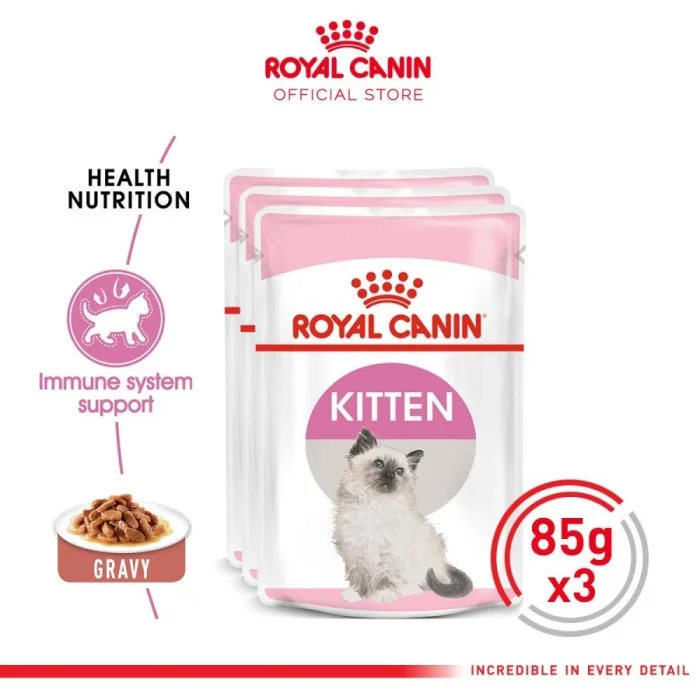 ROYAL CANIN
OFFICIAL STORE
HEALTH
NUTRITION
Immune system
support
GRAVY
ROYAL CANIN
KITTEN
85g
x3
INCREDIBLE IN EVERY DETAIL